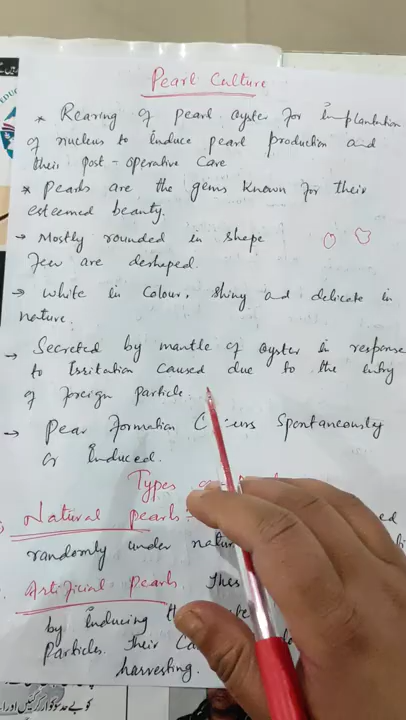 Pearl Culture
* Rearing of pearl oyster for implantation
of nucleus to induce pearl production and
their post-operative care
* Pearls are the gems known for their
esteemed beauty.
→ Mostly rounded in shape
Few are deshaped.
→ White in colour, shiny and delicate in
nature.
→ Secreted by mantle of oyster in response
to Irritation caused due to the entry
of foreign particle.
→ Pear formation Spontaneously
or Induced.
Types
Natural pearls:
randomly under
Artificial pearls.
by inducing
Particles. Their
harvesting.